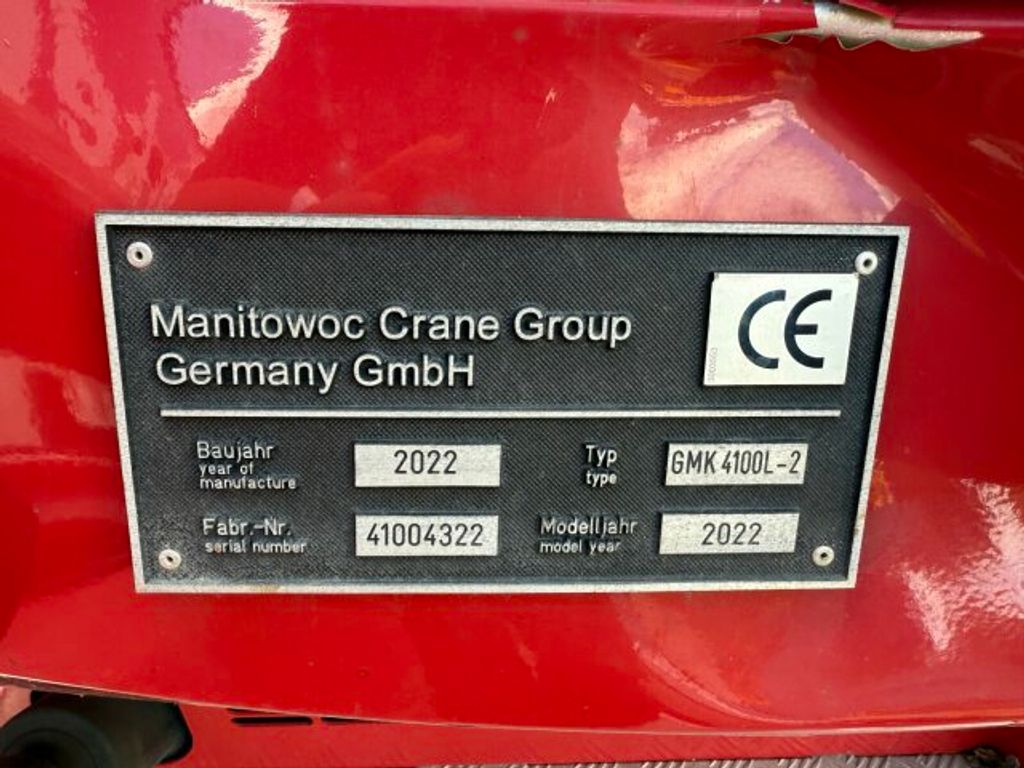 Manitowoc Crane Group
Germany GmbH
CE
Baujahr
year of
manufacture
2022
Typ
type
GMK 4100L-2
Fabr.-Nr.
serial number
41004322
Modelljahr
model year
2022